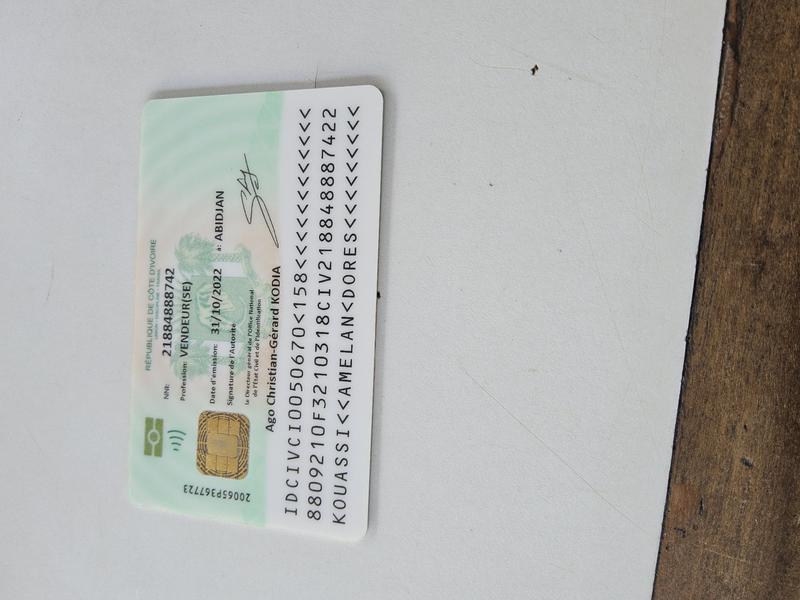 RÉPUBLIQUE DE CÔTE D'IVOIRE
NNI: 21884888742
Profession: VENDEUR(SE)
Date d'émission: 31/10/2022 à: ABIDJAN
Signature de l'Autorité
Le Directeur général de l'Office National
de l'État Civil et de l'Identification
Ago Christian-Gérard KODIA
20065P367723
IDCIVCI0050670<158<<<<<<<<<<<<
8809210F3210318CIV2188488887422
KOUASSI<<AMELAN<DORES<<<<<<<<<